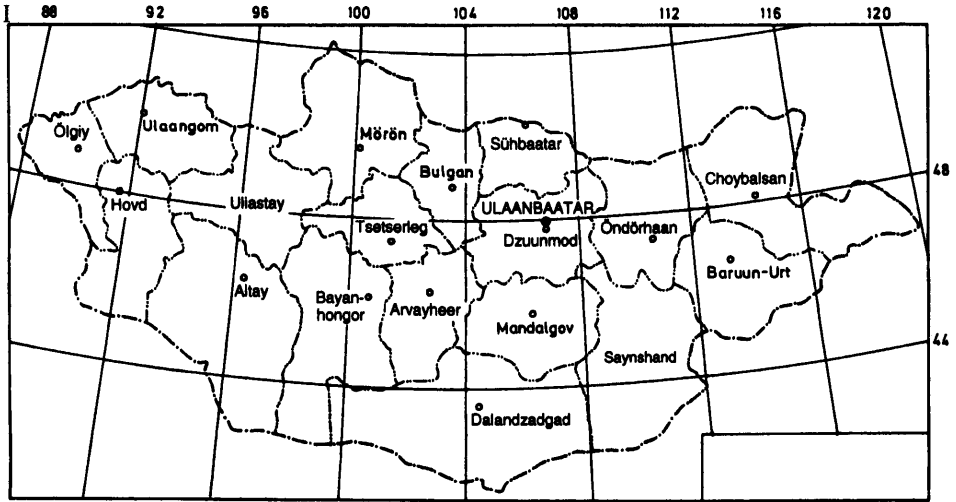 I 88 92 96 100 104 108 112 116 120
Ölgiy
Ulaangom
Mörön
Sühbaatar
Bulgan
48
Choybalsan
Hovd
Uliastay
ULAANBAATAR
Tsetserleg
Dzuunmod
Öndörhaan
Baruun-Urt
Altay
Bayan-
hongor
Arvayheer
Mandalgov
44
Saynshand
Dalandzadgad